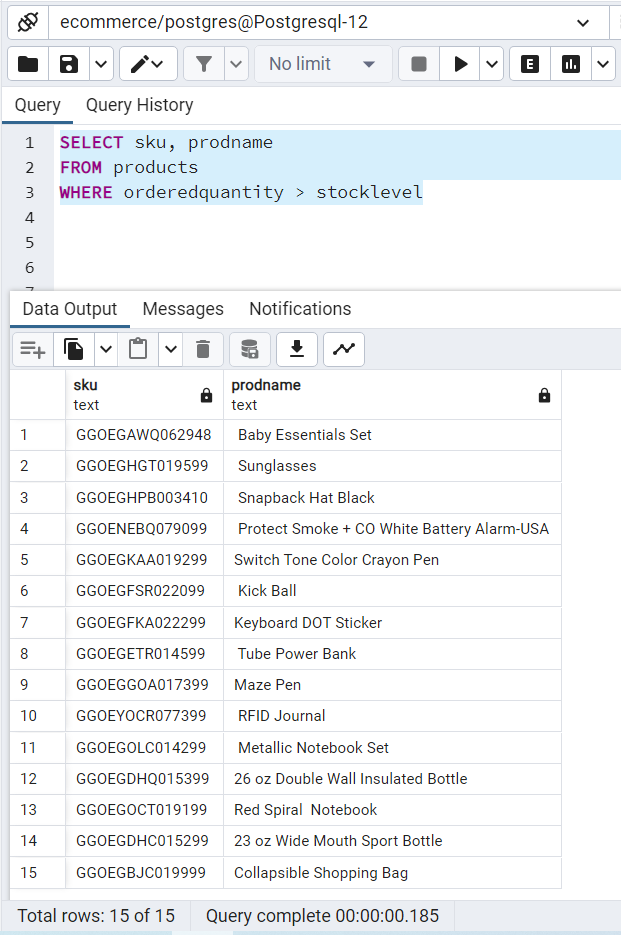 ecommerce/postgres@Postgresql-12
No limit
E
Query Query History
1 SELECT sku, prodname
2 FROM products
3 WHERE orderedquantity > stocklevel
4
5
6
Data Output Messages Notifications
sku prodname
text text
1 GGOEGAWQ062948 Baby Essentials Set
2 GGOEGHGT019599 Sunglasses
3 GGOEGHPB003410 Snapback Hat Black
4 GGOENEBQ079099 Protect Smoke + CO White Battery Alarm-USA
5 GGOEGKAA019299 Switch Tone Color Crayon Pen
6 GGOEGFSR022099 Kick Ball
7 GGOEGFKA022299 Keyboard DOT Sticker
8 GGOEGETR014599 Tube Power Bank
9 GGOEGGOA017399 Maze Pen
10 GGOEYOCR077399 RFID Journal
11 GGOEGOLC014299 Metallic Notebook Set
12 GGOEGDHQ015399 26 oz Double Wall Insulated Bottle
13 GGOEGOCT019199 Red Spiral  Notebook
14 GGOEGDHC015299 23 oz Wide Mouth Sport Bottle
15 GGOEGBJC019999 Collapsible Shopping Bag
Total rows: 15 of 15 Query complete 00:00:00.185